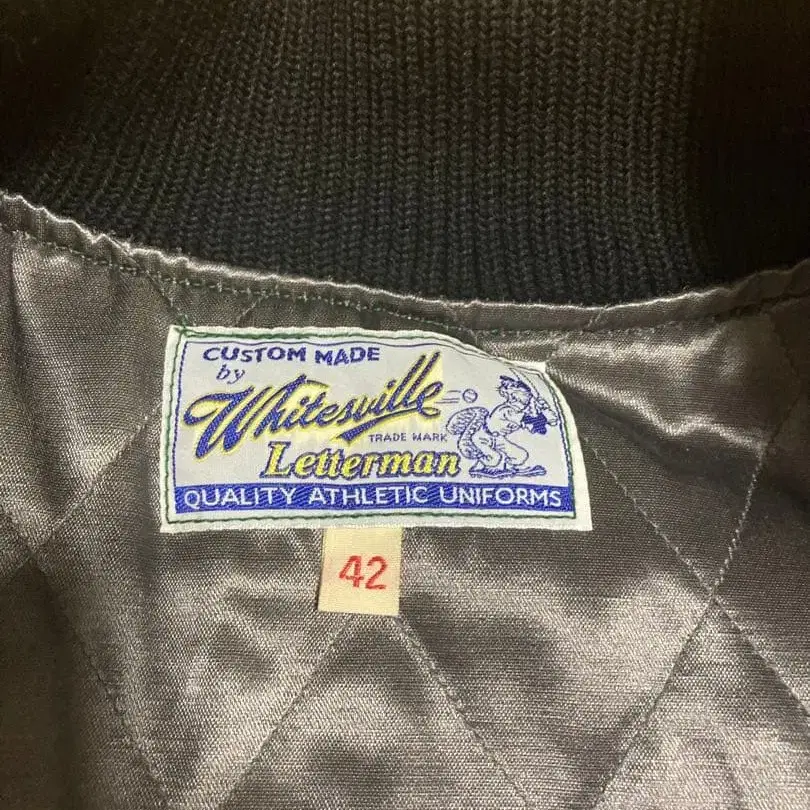 CUSTOM MADE
by
Whitesville
TRADE MARK
Letterman
QUALITY ATHLETIC UNIFORMS
42